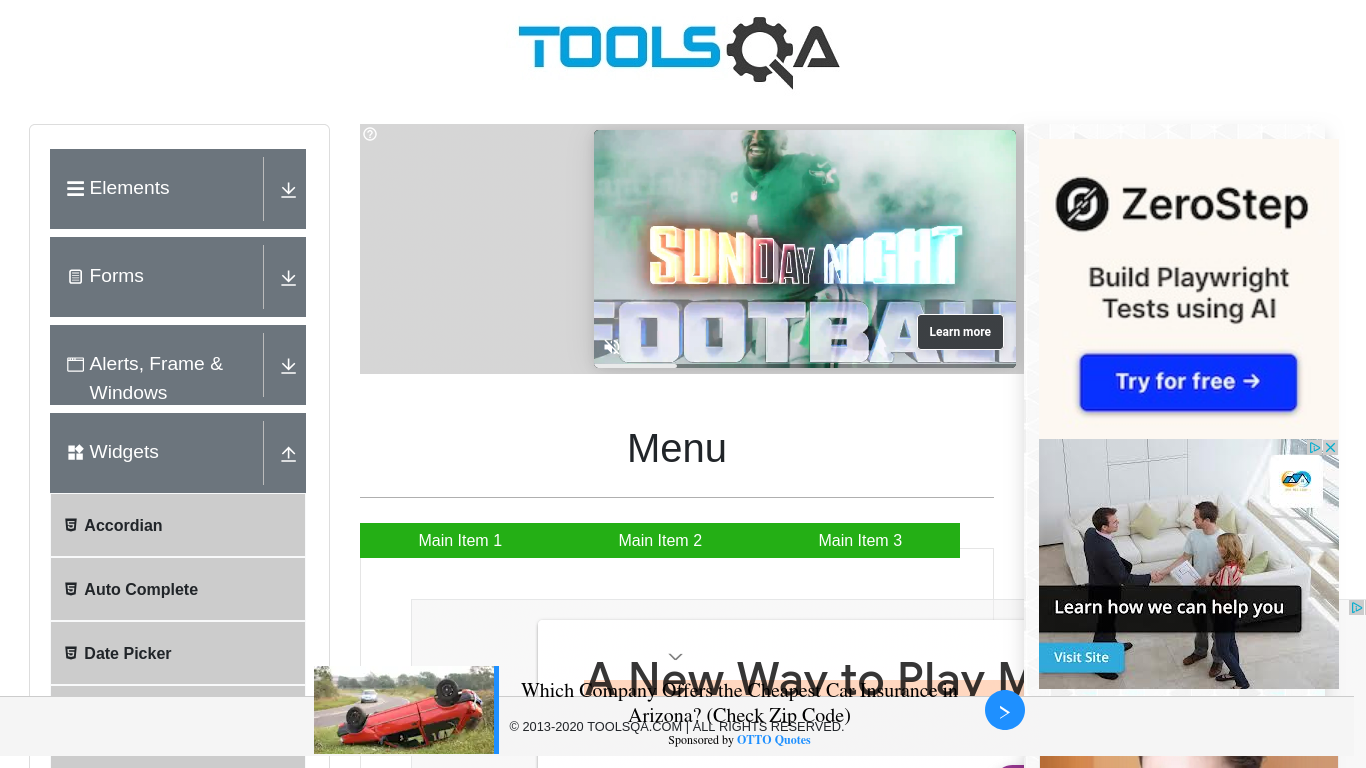 TOOLSQA
Elements
Forms
Alerts, Frame &
Windows
Widgets
Accordian
Auto Complete
Date Picker
SUNDAY NIGHT
FOOTBALL
Learn more
Menu
Main Item 1
Main Item 2
Main Item 3
A New Way to Play M
Which Company Offers the Cheapest Car Insurance in
Arizona? (Check Zip Code)
© 2013-2020 TOOLSQA.COM | ALL RIGHTS RESERVED.
Sponsored by OTTO Quotes
ZeroStep
Build Playwright
Tests using AI
Try for free →
Learn how we can help you
Visit Site